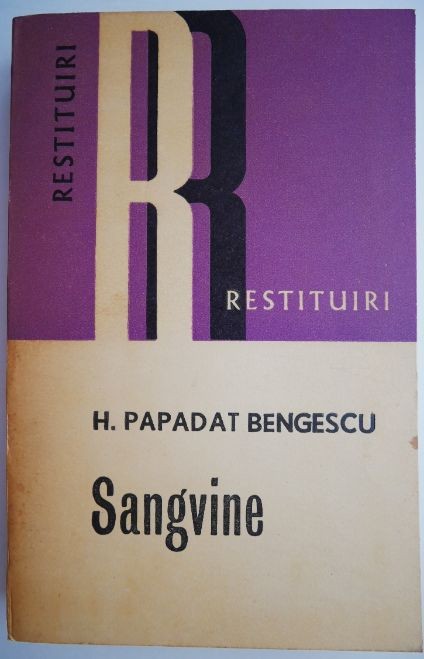 RESTITUIRI
R
RESTITUIRI
H. PAPADAT BENGESCU
Sangvine